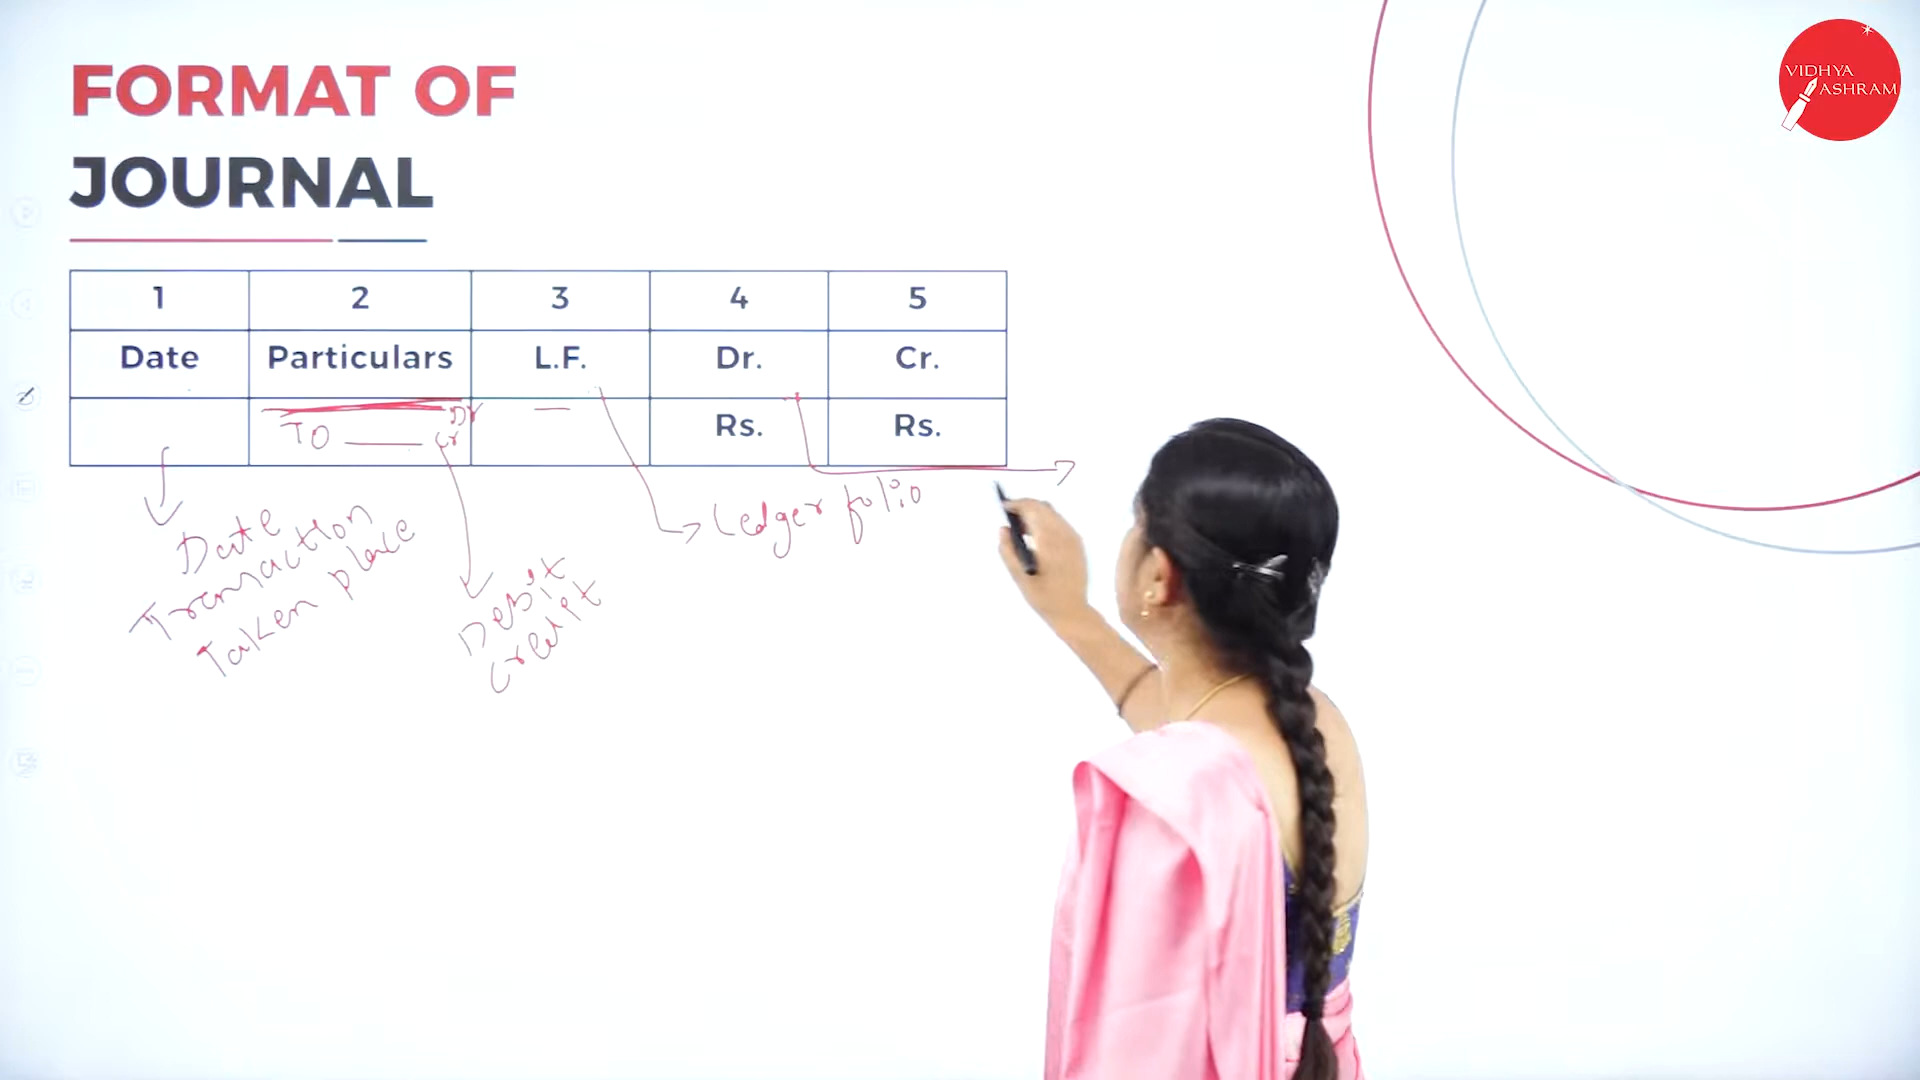 FORMAT OF
JOURNAL
VIDHYA
ASHRAM
1 2 3 4 5
Date Particulars L.F. Dr. Cr.
Dr
To Cr
Rs. Rs.
Date
Transaction
Taken place
Debit
credit
Ledger folio